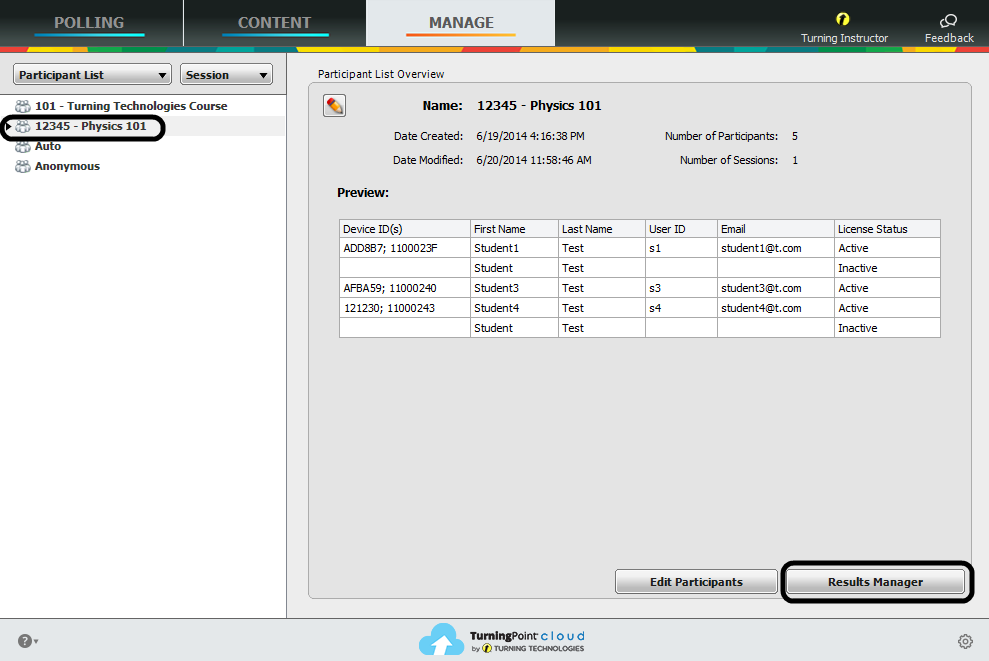 POLLING CONTENT MANAGE
Turning Instructor Feedback
Participant List Session
101 - Turning Technologies Course
12345 - Physics 101
Auto
Anonymous
Participant List Overview
Name: 12345 - Physics 101
Date Created: 6/19/2014 4:16:38 PM Number of Participants: 5
Date Modified: 6/20/2014 11:58:46 AM Number of Sessions: 1
Preview:
Device ID(s) First Name Last Name User ID Email License Status
ADD8B7; 1100023F Student1 Test s1 student1@t.com Active
Student Test Inactive
AFBA59; 11000240 Student3 Test s3 student3@t.com Active
121230; 11000243 Student4 Test s4 student4@t.com Active
Student Test Inactive
Edit Participants Results Manager
?
TurningPoint cloud
by TURNING TECHNOLOGIES